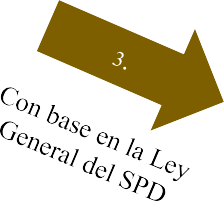 3.
Con base en la Ley
General del SPD